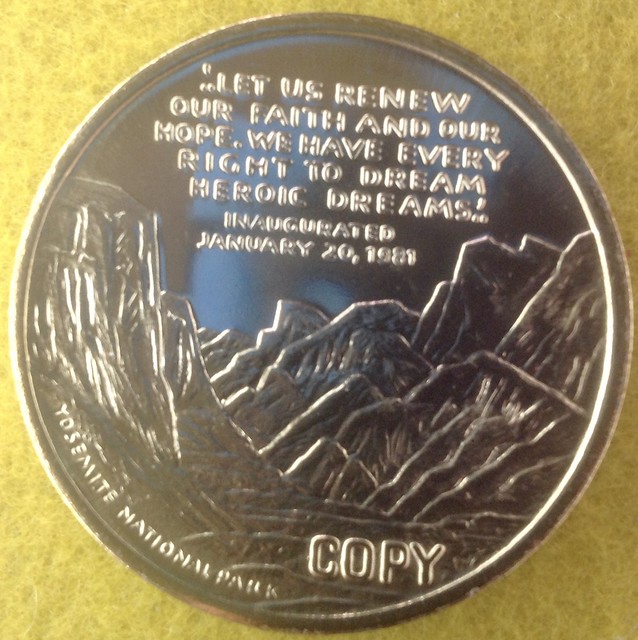 "LET US RENEW
OUR FAITH AND OUR
HOPE. WE HAVE EVERY
RIGHT TO DREAM
HEROIC DREAMS."
INAUGURATED
JANUARY 20, 1981
YOSEMITE NATIONAL PARK
COPY